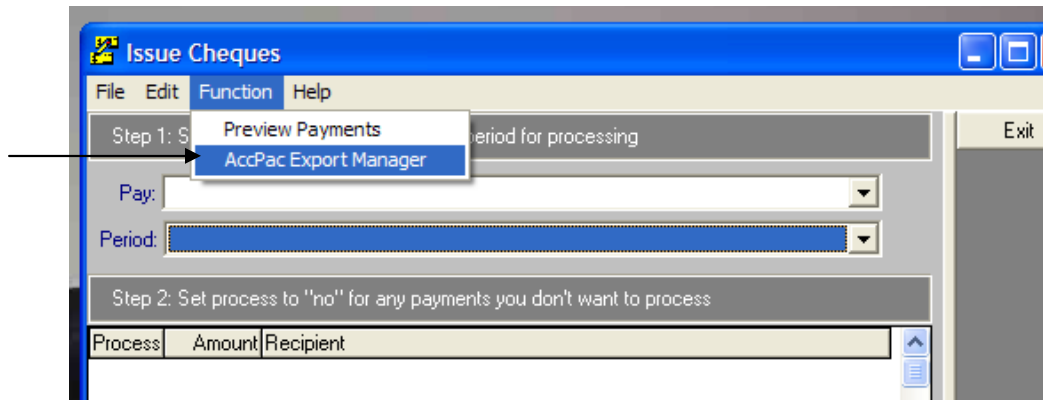 Issue Cheques
File Edit Function Help
Step 1: S
Preview Payments
eriod for processing
Exit
AccPac Export Manager
Pay:
Period:
Step 2: Set process to "no" for any payments you don't want to process
Process Amount Recipient